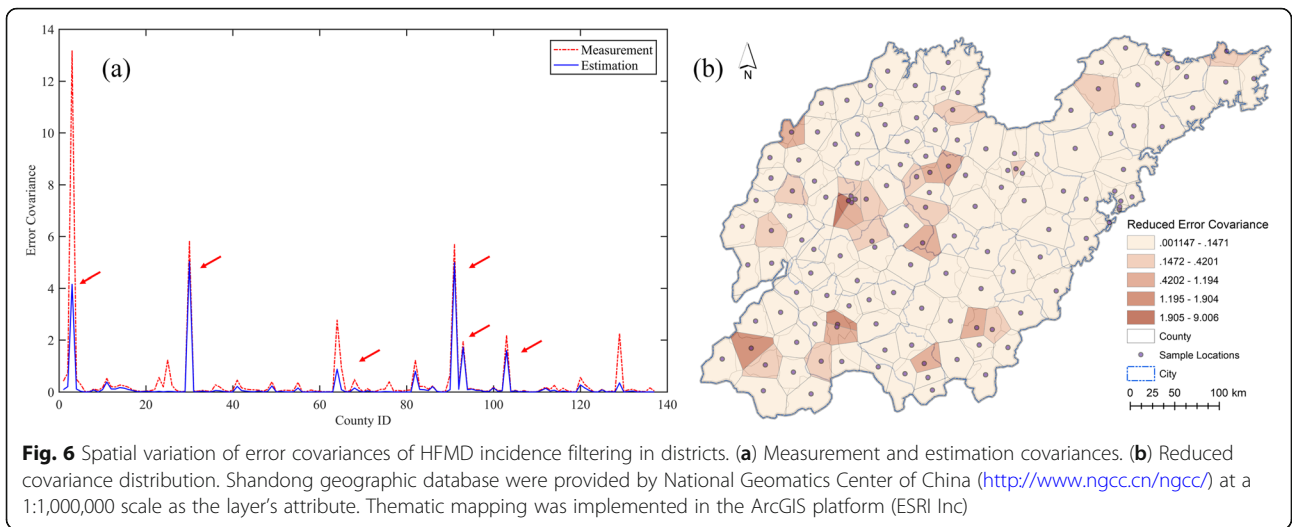 14
12
10
8
6
4
2
0
Error Covariance
(a)
Measurement
Estimation
0 20 40 60 80 100 120 140
County ID
(b)
N
Reduced Error Covariance
.001147 - .1471
.1472 - .4201
.4202 - 1.194
1.195 - 1.904
1.905 - 9.006
County
Sample Locations
City
0 25 50 100 km
Fig. 6 Spatial variation of error covariances of HFMD incidence filtering in districts. (a) Measurement and estimation covariances. (b) Reduced
covariance distribution. Shandong geographic database were provided by National Geomatics Center of China (http://www.ngcc.cn/ngcc/) at a
1:1,000,000 scale as the layer's attribute. Thematic mapping was implemented in the ArcGIS platform (ESRI Inc)